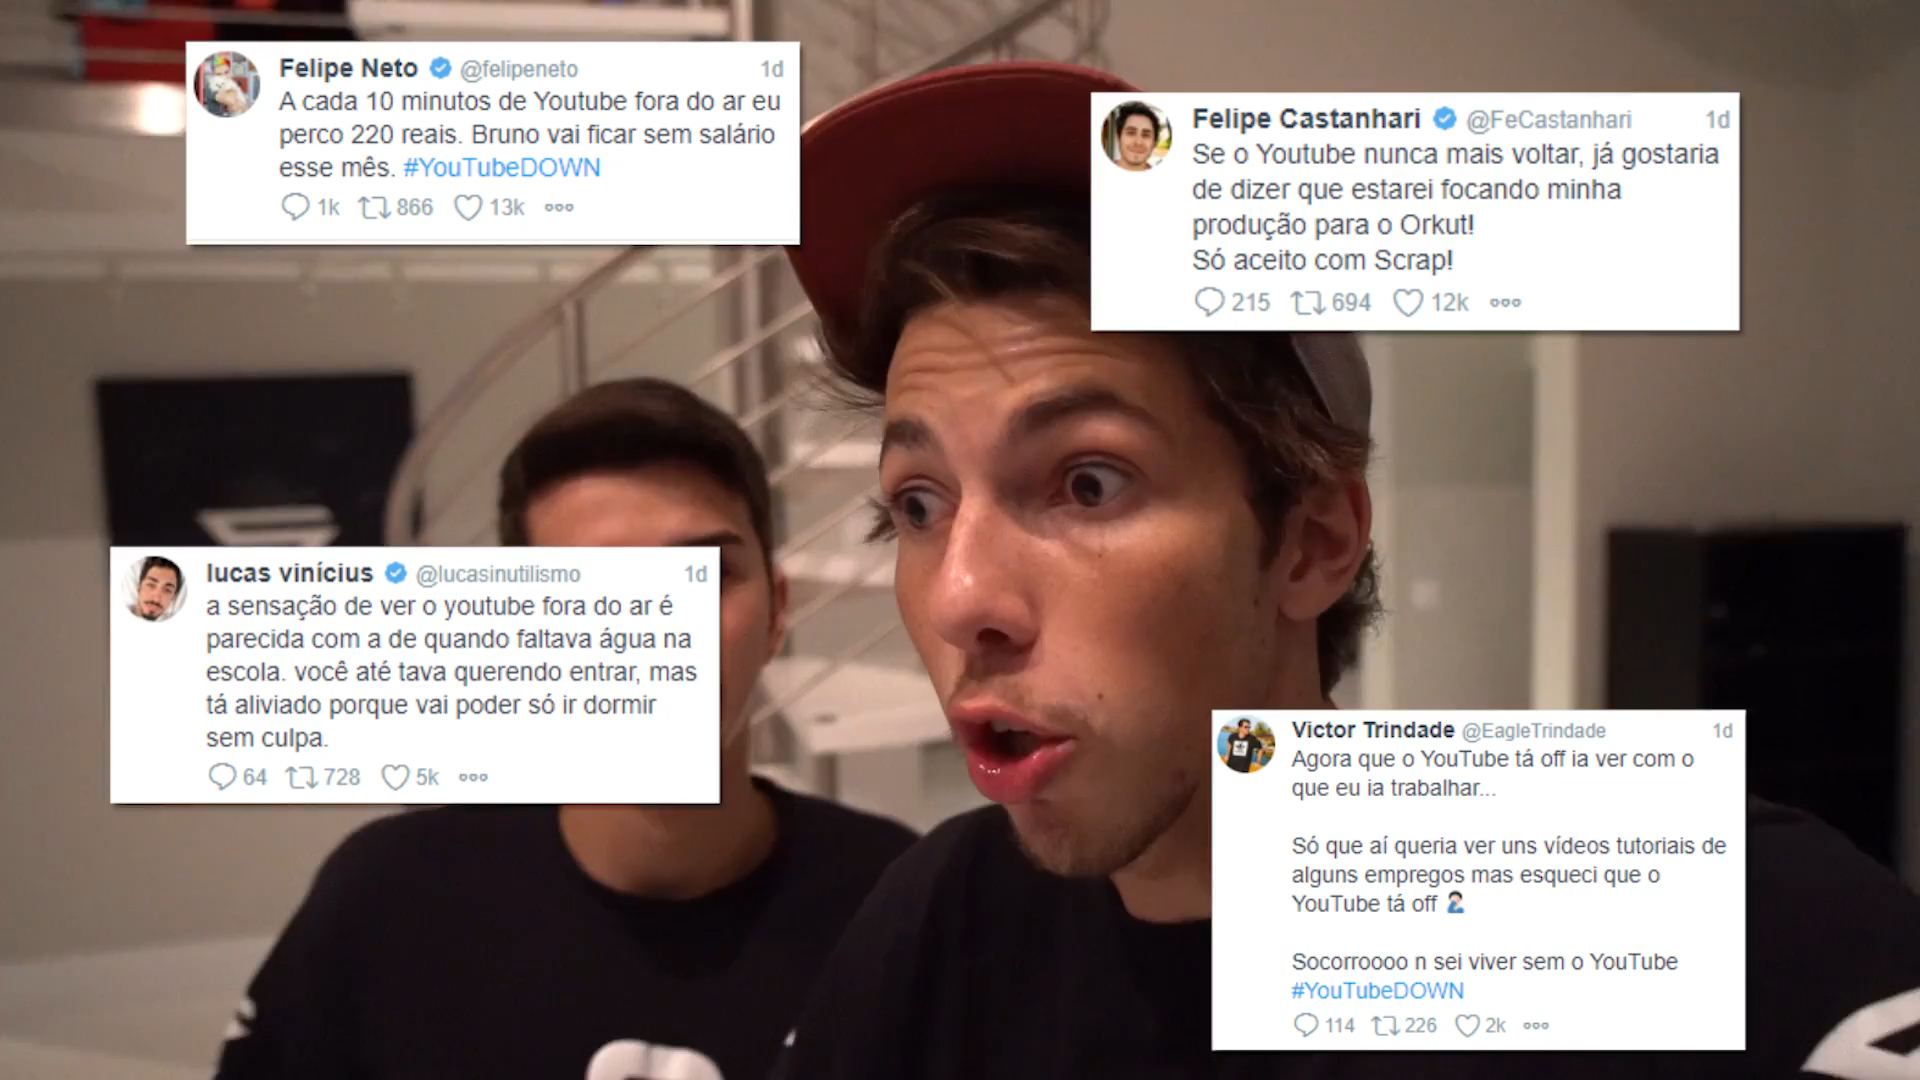 Felipe Neto @felipeneto 1d
A cada 10 minutos de Youtube fora do ar eu
perco 220 reais. Bruno vai ficar sem salário
esse mês. #YouTubeDOWN
1k 866 13k
Felipe Castanhari @FeCastanhari 1d
Se o Youtube nunca mais voltar, já gostaria
de dizer que estarei focando minha
produção para o Orkut!
Só aceito com Scrap!
215 694 12k
lucas vinícius @lucasinutilismo 1d
a sensação de ver o youtube fora do ar é
parecida com a de quando faltava água na
escola. você até tava querendo entrar, mas
tá aliviado porque vai poder só ir dormir
sem culpa.
64 728 5k
Victor Trindade @EagleTrindade 1d
Agora que o YouTube tá off ia ver com o
que eu ia trabalhar...
Só que aí queria ver uns vídeos tutoriais de
alguns empregos mas esqueci que o
YouTube tá off
Socorroooo n sei viver sem o YouTube
#YouTubeDOWN
114 226 2k